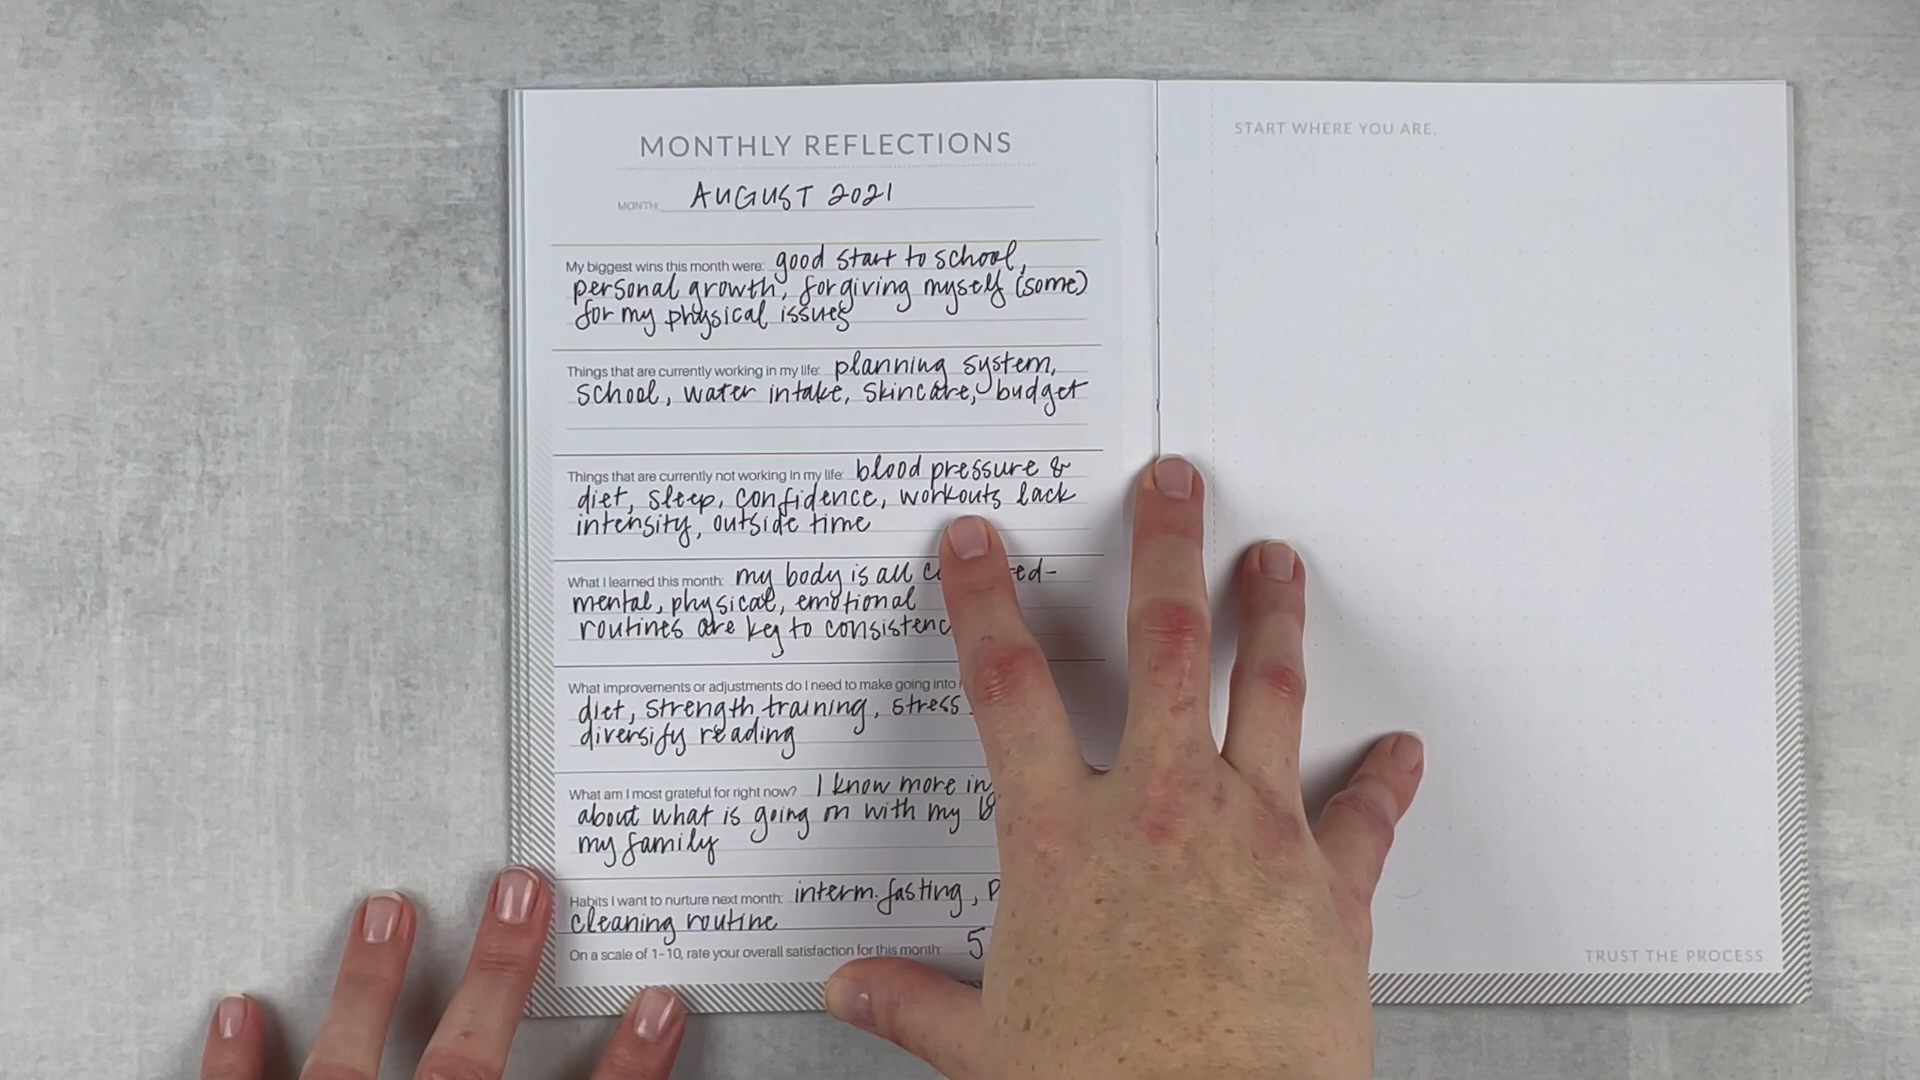 MONTHLY REFLECTIONS
MONTH: AUGUST 2021
My biggest wins this month were: good start to school,
personal growth, forgiving myself (some)
for my physical issues
Things that are currently working in my life: planning system,
school, water intake, skincare, budget
Things that are currently not working in my life: blood pressure &
diet, sleep, confidence, workouts lack
intensity, outside time
What I learned this month: my body is all
mental, physical, emotional
routines are key to
What improvements or adjustments do I need to make going into
diet, strength training, stress
diversify reading
What am I most grateful for right now? I know more
about what is going on with my
my family
Habits I want to nurture next month: interm. fasting,
cleaning routine
On a scale of 1-10, rate your overall satisfaction for this month: 5
START WHERE YOU ARE.
TRUST THE PROCESS